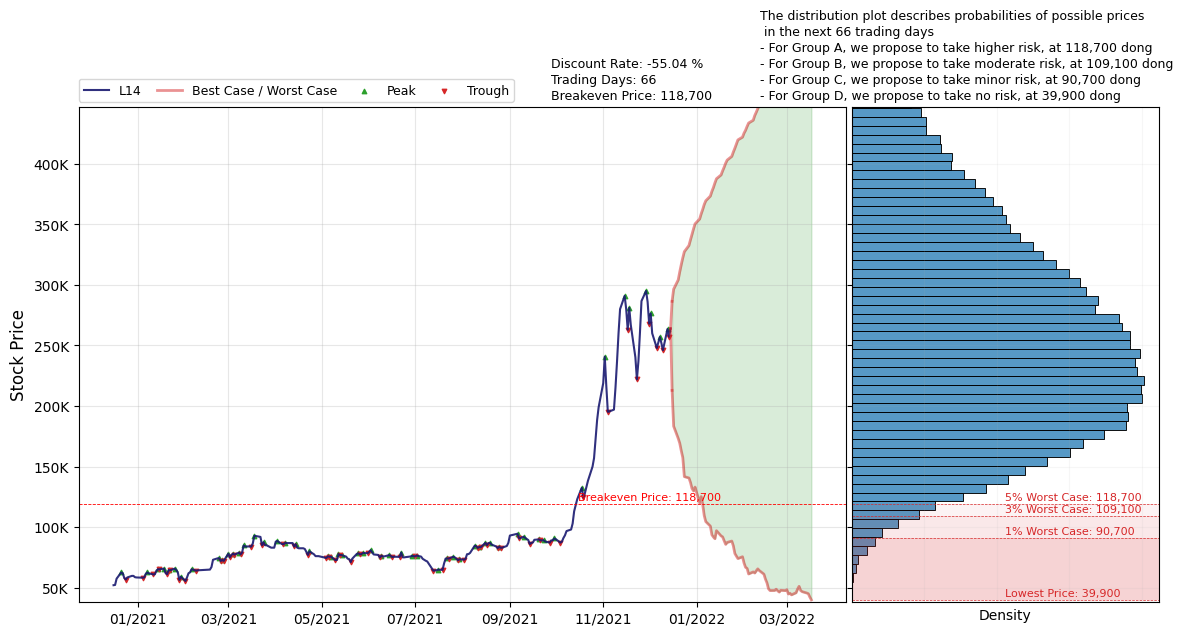 The distribution plot describes probabilities of possible prices
in the next 66 trading days
- For Group A, we propose to take higher risk, at 118,700 dong
- For Group B, we propose to take moderate risk, at 109,100 dong
- For Group C, we propose to take minor risk, at 90,700 dong
- For Group D, we propose to take no risk, at 39,900 dong
Discount Rate: -55.04 %
Trading Days: 66
Breakeven Price: 118,700
L14
Best Case / Worst Case
Peak
Trough
Stock Price
400K
350K
300K
250K
200K
150K
100K
50K
Breakeven Price: 118,700
5% Worst Case: 118,700
3% Worst Case: 109,100
1% Worst Case: 90,700
Lowest Price: 39,900
01/2021
03/2021
05/2021
07/2021
09/2021
11/2021
01/2022
03/2022
Density